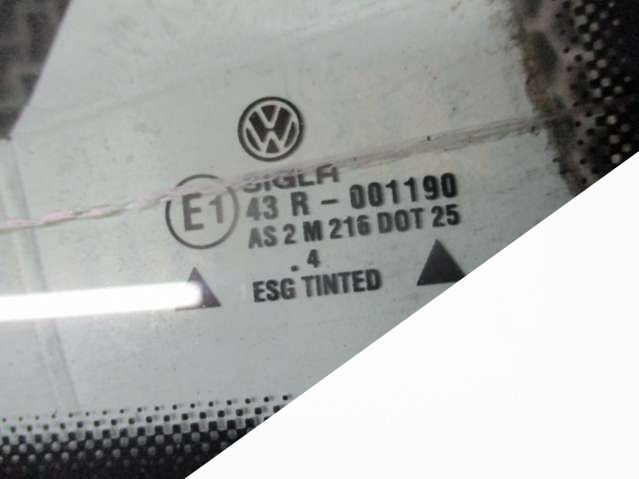 SIGLA
E1 43 R - 001190
AS 2 M 216 DOT 25
. 4
ESG TINTED